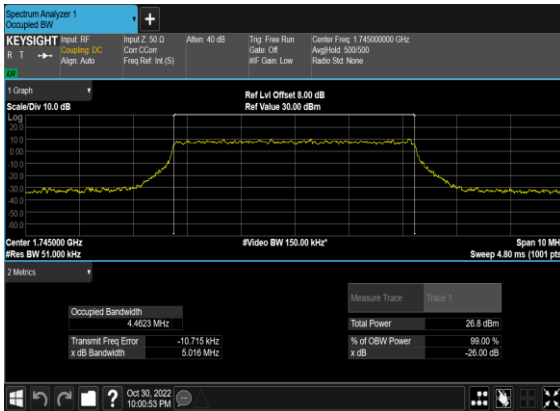 Spectrum Analyzer 1
Occupied BW
KEYSIGHT
R T
LXI
Input: RF
Coupling: DC
Align: Auto
Input Z: 50 Ω
Corr CCorr
Freq Ref: Int (S)
Atten: 40 dB
Trig: Free Run
Gate: Off
#IF Gain: Low
Center Freq: 1.745000000 GHz
Avg|Hold: 500/500
Radio Std: None
1 Graph
Scale/Div 10.0 dB
Ref Lvl Offset 8.00 dB
Ref Value 30.00 dBm
Log
20.0
10.0
0.00
-10.0
-20.0
-30.0
-40.0
-50.0
-60.0
Center 1.745000 GHz
#Res BW 51.000 kHz
#Video BW 150.00 kHz*
Span 10 MH
Sweep 4.80 ms (1001 pts
2 Metrics
Measure Trace
Trace 1
Occupied Bandwidth
4.4623 MHz
Total Power
26.8 dBm
Transmit Freq Error
-10.715 kHz
% of OBW Power
99.00 %
x dB Bandwidth
5.016 MHz
x dB
-26.00 dB
?
Oct 30, 2022
10:00:53 PM